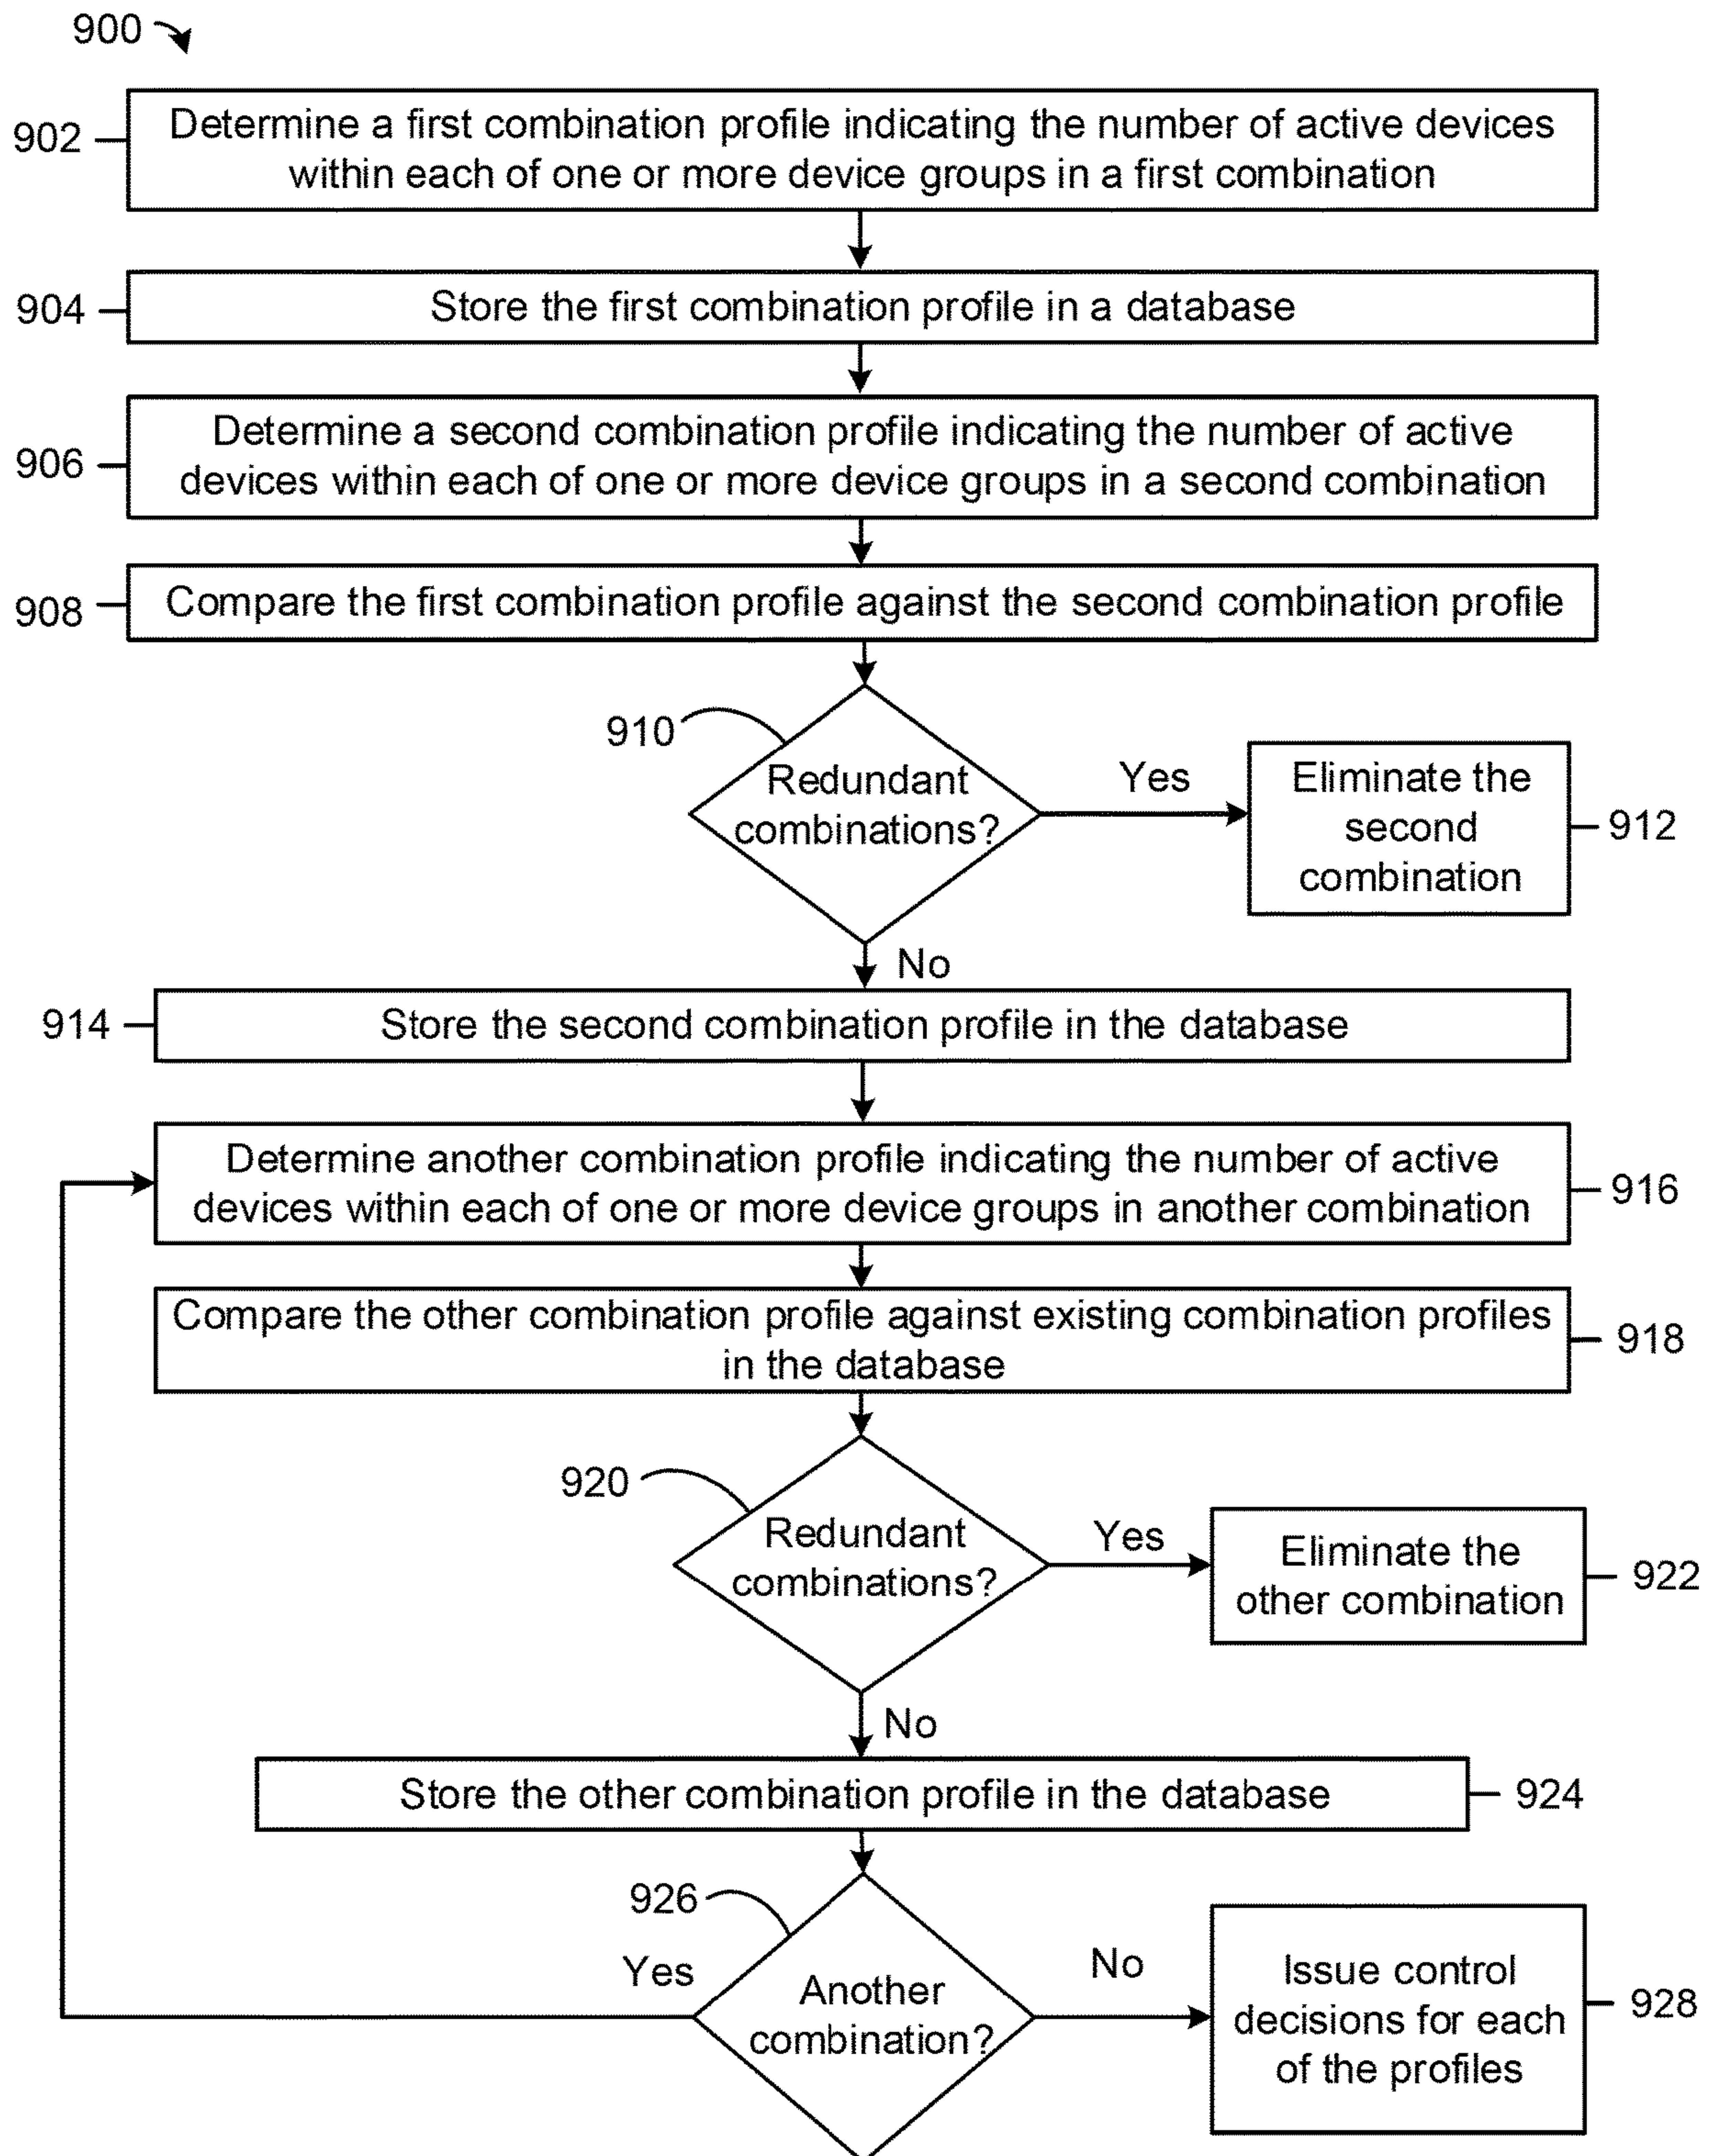 900
902
Determine a first combination profile indicating the number of active devices
within each of one or more device groups in a first combination
904
Store the first combination profile in a database
906
Determine a second combination profile indicating the number of active
devices within each of one or more device groups in a second combination
908
Compare the first combination profile against the second combination profile
910
Redundant
combinations?
Yes
Eliminate the
second
combination
912
No
914
Store the second combination profile in the database
Determine another combination profile indicating the number of active
devices within each of one or more device groups in another combination
916
Compare the other combination profile against existing combination profiles
in the database
918
920
Redundant
combinations?
Yes
Eliminate the
other combination
922
No
Store the other combination profile in the database
924
926
Yes
Another
combination?
No
Issue control
decisions for each
of the profiles
928